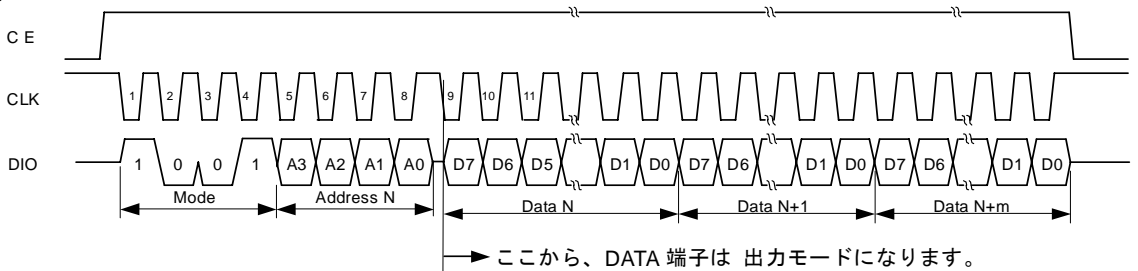 CE
CLK 1 2 3 4 5 6 7 8 9 10 11
DIO 1 0 0 1 A3 A2 A1 A0 D7 D6 D5 D1 D0 D7 D6 D1 D0 D7 D6 D1 D0
Mode Address N Data N Data N+1 Data N+m
ここから、DATA 端子は 出力モードになります。